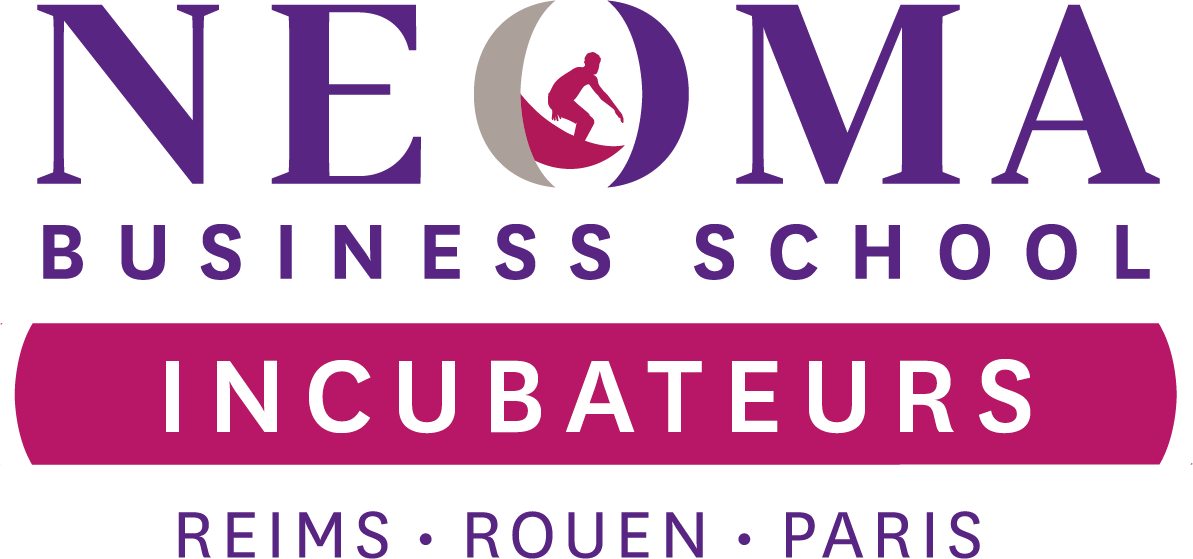 NEOMA
BUSINESS SCHOOL
INCUBATEURS
REIMS • ROUEN • PARIS